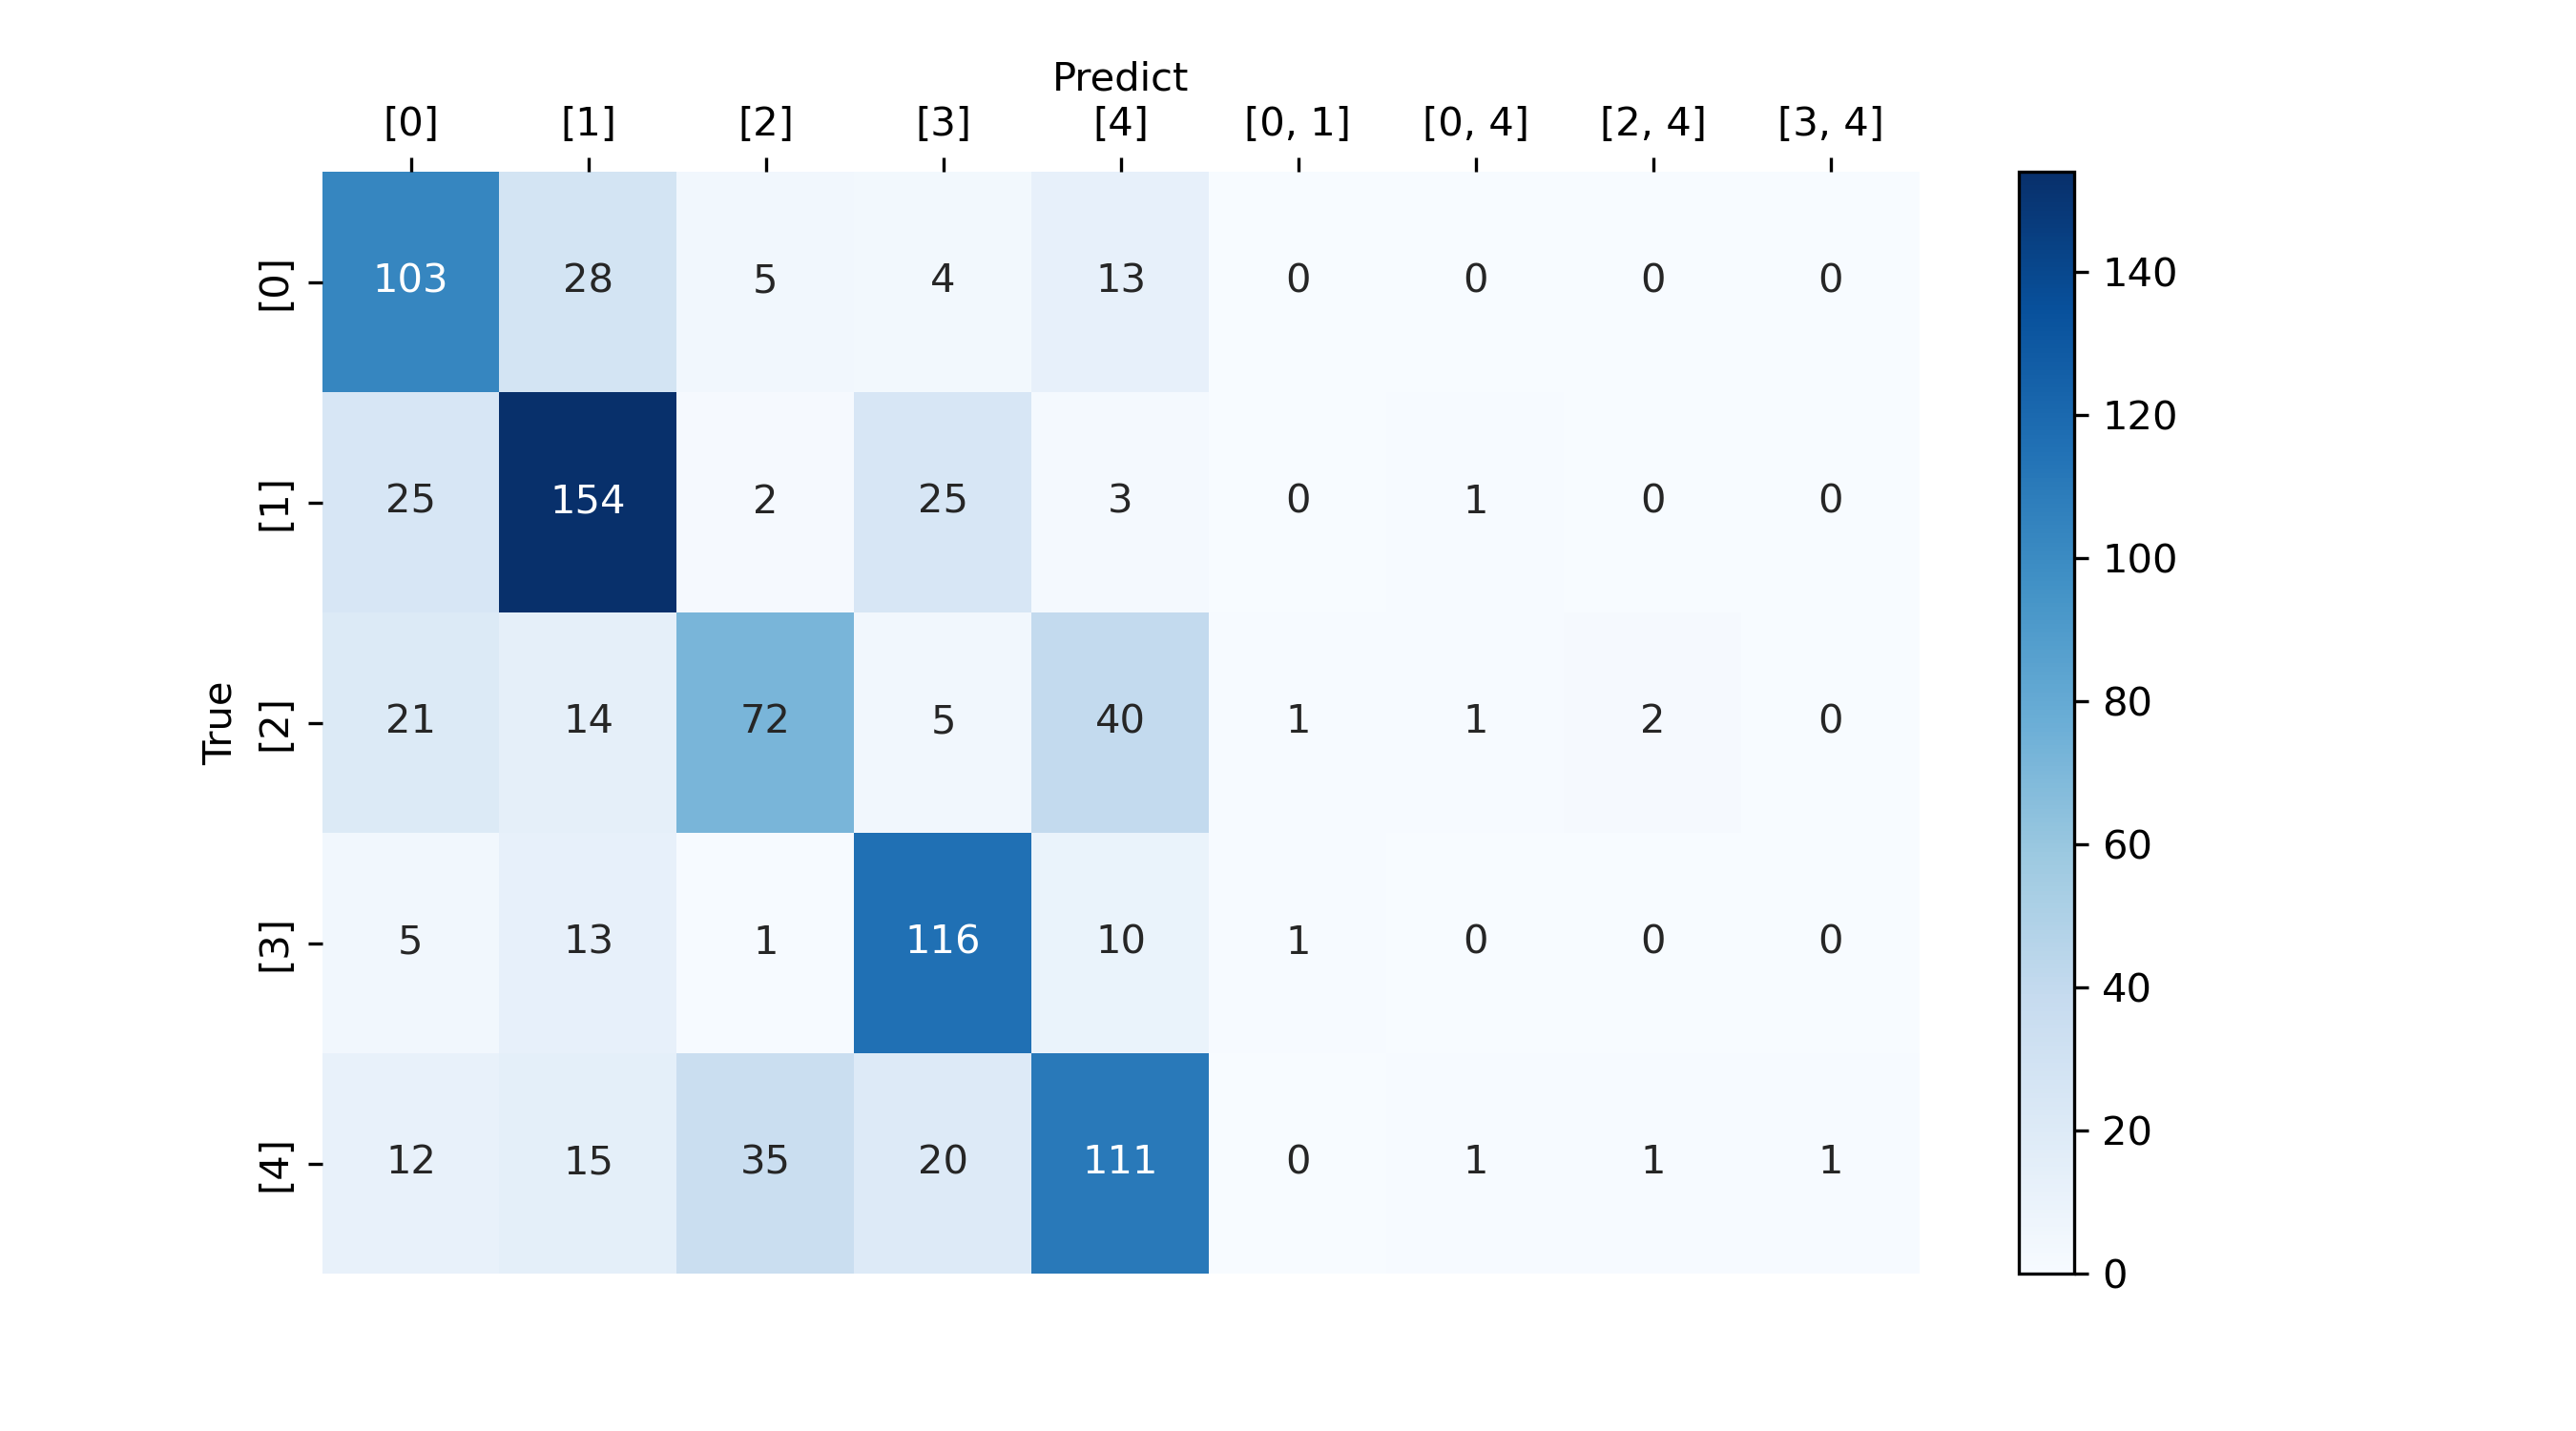 Predict
[0] [1] [2] [3] [4] [0, 1] [0, 4] [2, 4] [3, 4]
[0] 103 28 5 4 13 0 0 0 0
[1] 25 154 2 25 3 0 1 0 0
[2] 21 14 72 5 40 1 1 2 0
[3] 5 13 1 116 10 1 0 0 0
[4] 12 15 35 20 111 0 1 1 1
True
140
120
100
80
60
40
20
0